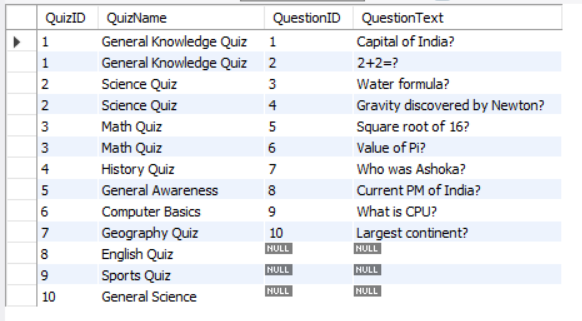 QuizID QuizName QuestionID QuestionText
1 General Knowledge Quiz 1 Capital of India?
1 General Knowledge Quiz 2 2+2=?
2 Science Quiz 3 Water formula?
2 Science Quiz 4 Gravity discovered by Newton?
3 Math Quiz 5 Square root of 16?
3 Math Quiz 6 Value of Pi?
4 History Quiz 7 Who was Ashoka?
5 General Awareness 8 Current PM of India?
6 Computer Basics 9 What is CPU?
7 Geography Quiz 10 Largest continent?
8 English Quiz NULL NULL
9 Sports Quiz NULL NULL
10 General Science NULL NULL